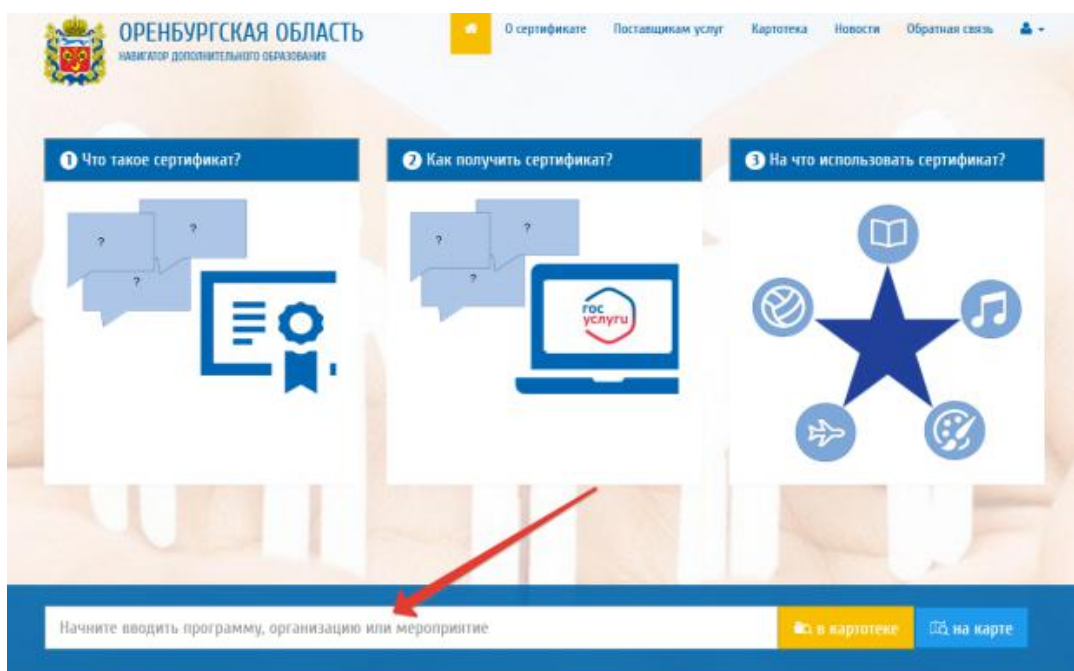 ОРЕНБУРГСКАЯ ОБЛАСТЬ
НАВИГАТОР ДОПОЛНИТЕЛЬНОГО ОБРАЗОВАНИЯ
О сертификате Поставщикам услуг Картотека Новости Обратная связь
1 Что такое сертификат?
2 Как получить сертификат?
3 На что использовать сертификат?
?
?
?
?
?
?
гос
услуги
Начните вводить программу, организацию или мероприятие
в картотеке
на карте